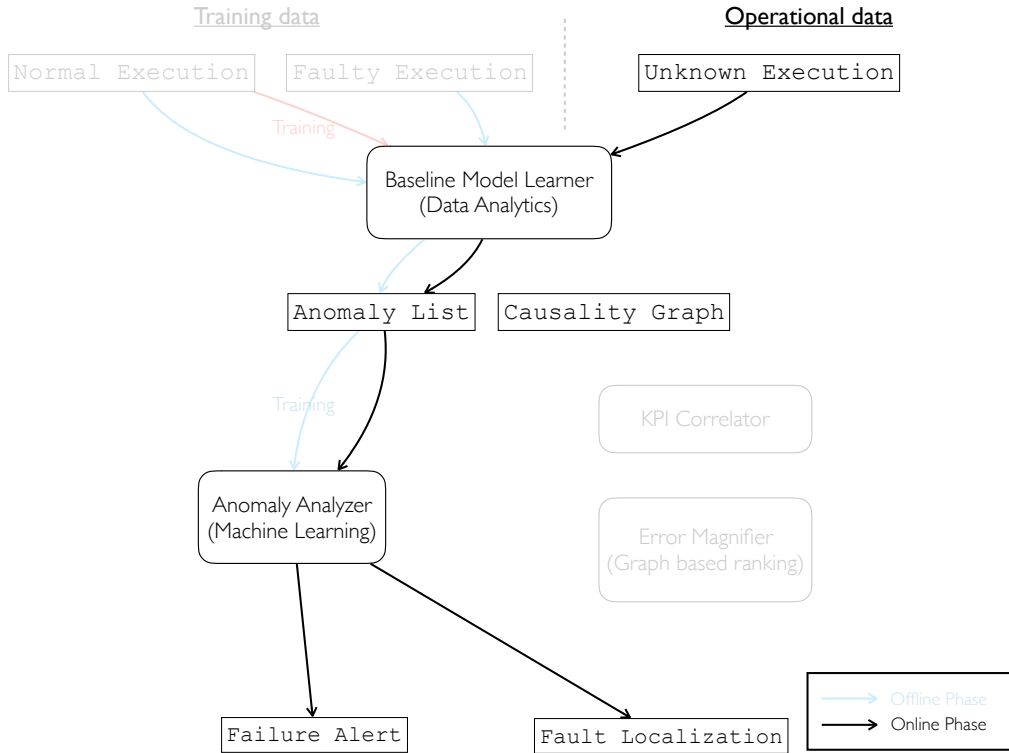 Training data
Operational data
Normal Execution
Faulty Execution
Unknown Execution
Training
Baseline Model Learner
(Data Analytics)
Anomaly List
Causality Graph
Training
KPI Correlator
Anomaly Analyzer
(Machine Learning)
Error Magnifier
(Graph based ranking)
Offline Phase
Online Phase
Failure Alert
Fault Localization